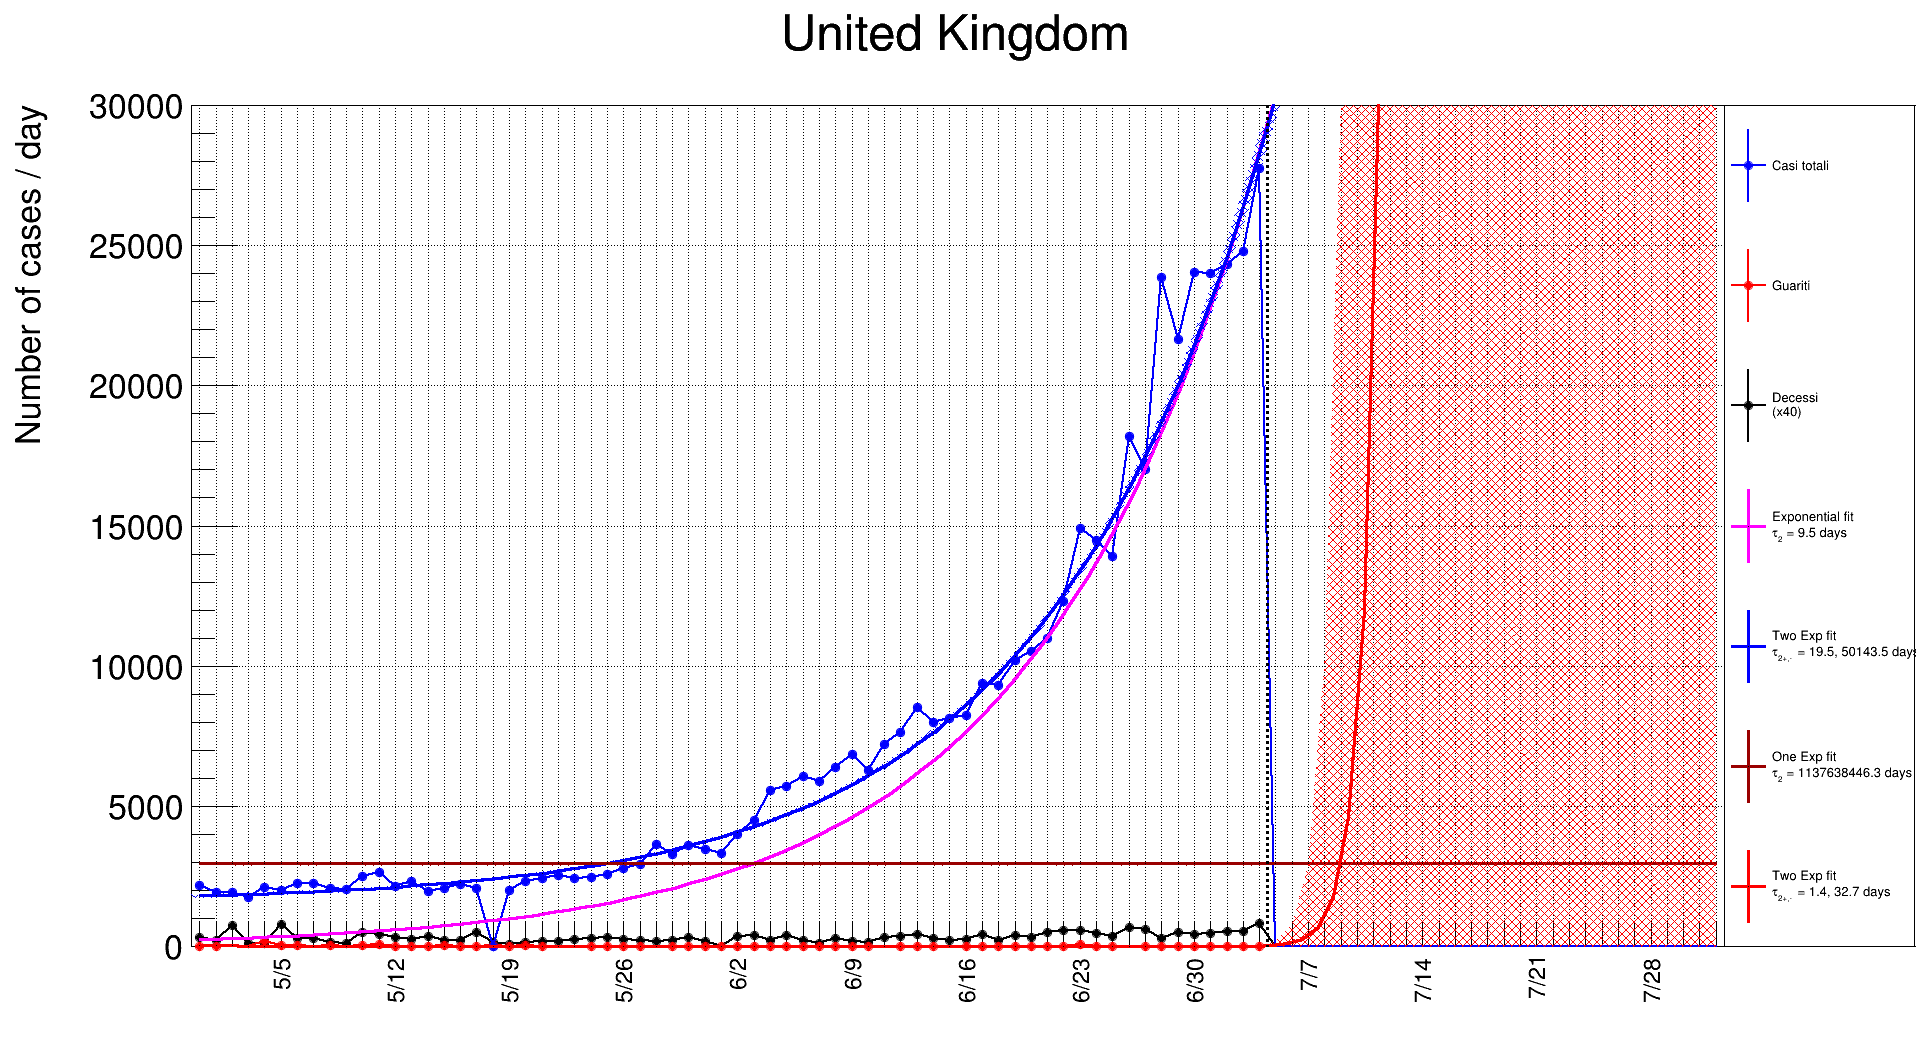 United Kingdom
Number of cases / day
30000
25000
20000
15000
10000
5000
0
5/5
5/12
5/19
5/26
6/2
6/9
6/16
6/23
6/30
7/7
7/14
7/21
7/28
Casi totali
Guariti
Decessi
(x40)
Exponential fit
τ2 = 9.5 days
Two Exp fit
τ2+,- = 19.5, 50143.5 days
One Exp fit
τ2 = 1137638446.3 days
Two Exp fit
τ2+,- = 1.4, 32.7 days